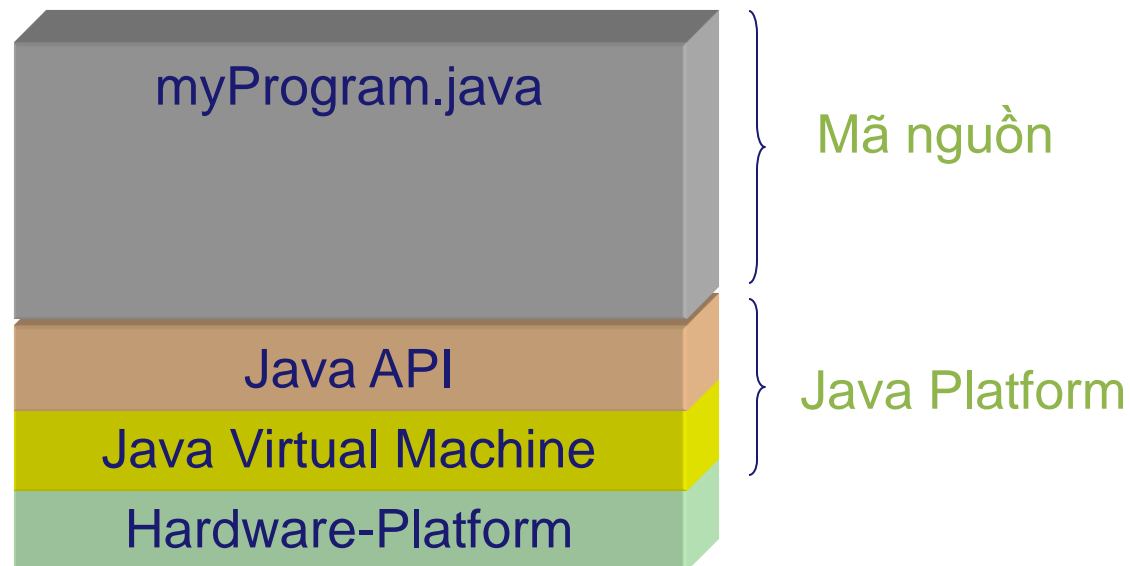 myProgram.java
Mã nguồn
Java API
Java Platform
Java Virtual Machine
Hardware-Platform